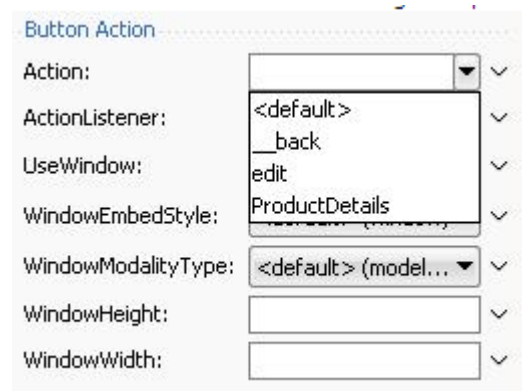 Button Action
Action:
<default>
ActionListener:
__back
UseWindow:
edit
ProductDetails
WindowEmbedStyle:
WindowModalityType: <default> (model...
WindowHeight:
WindowWidth: